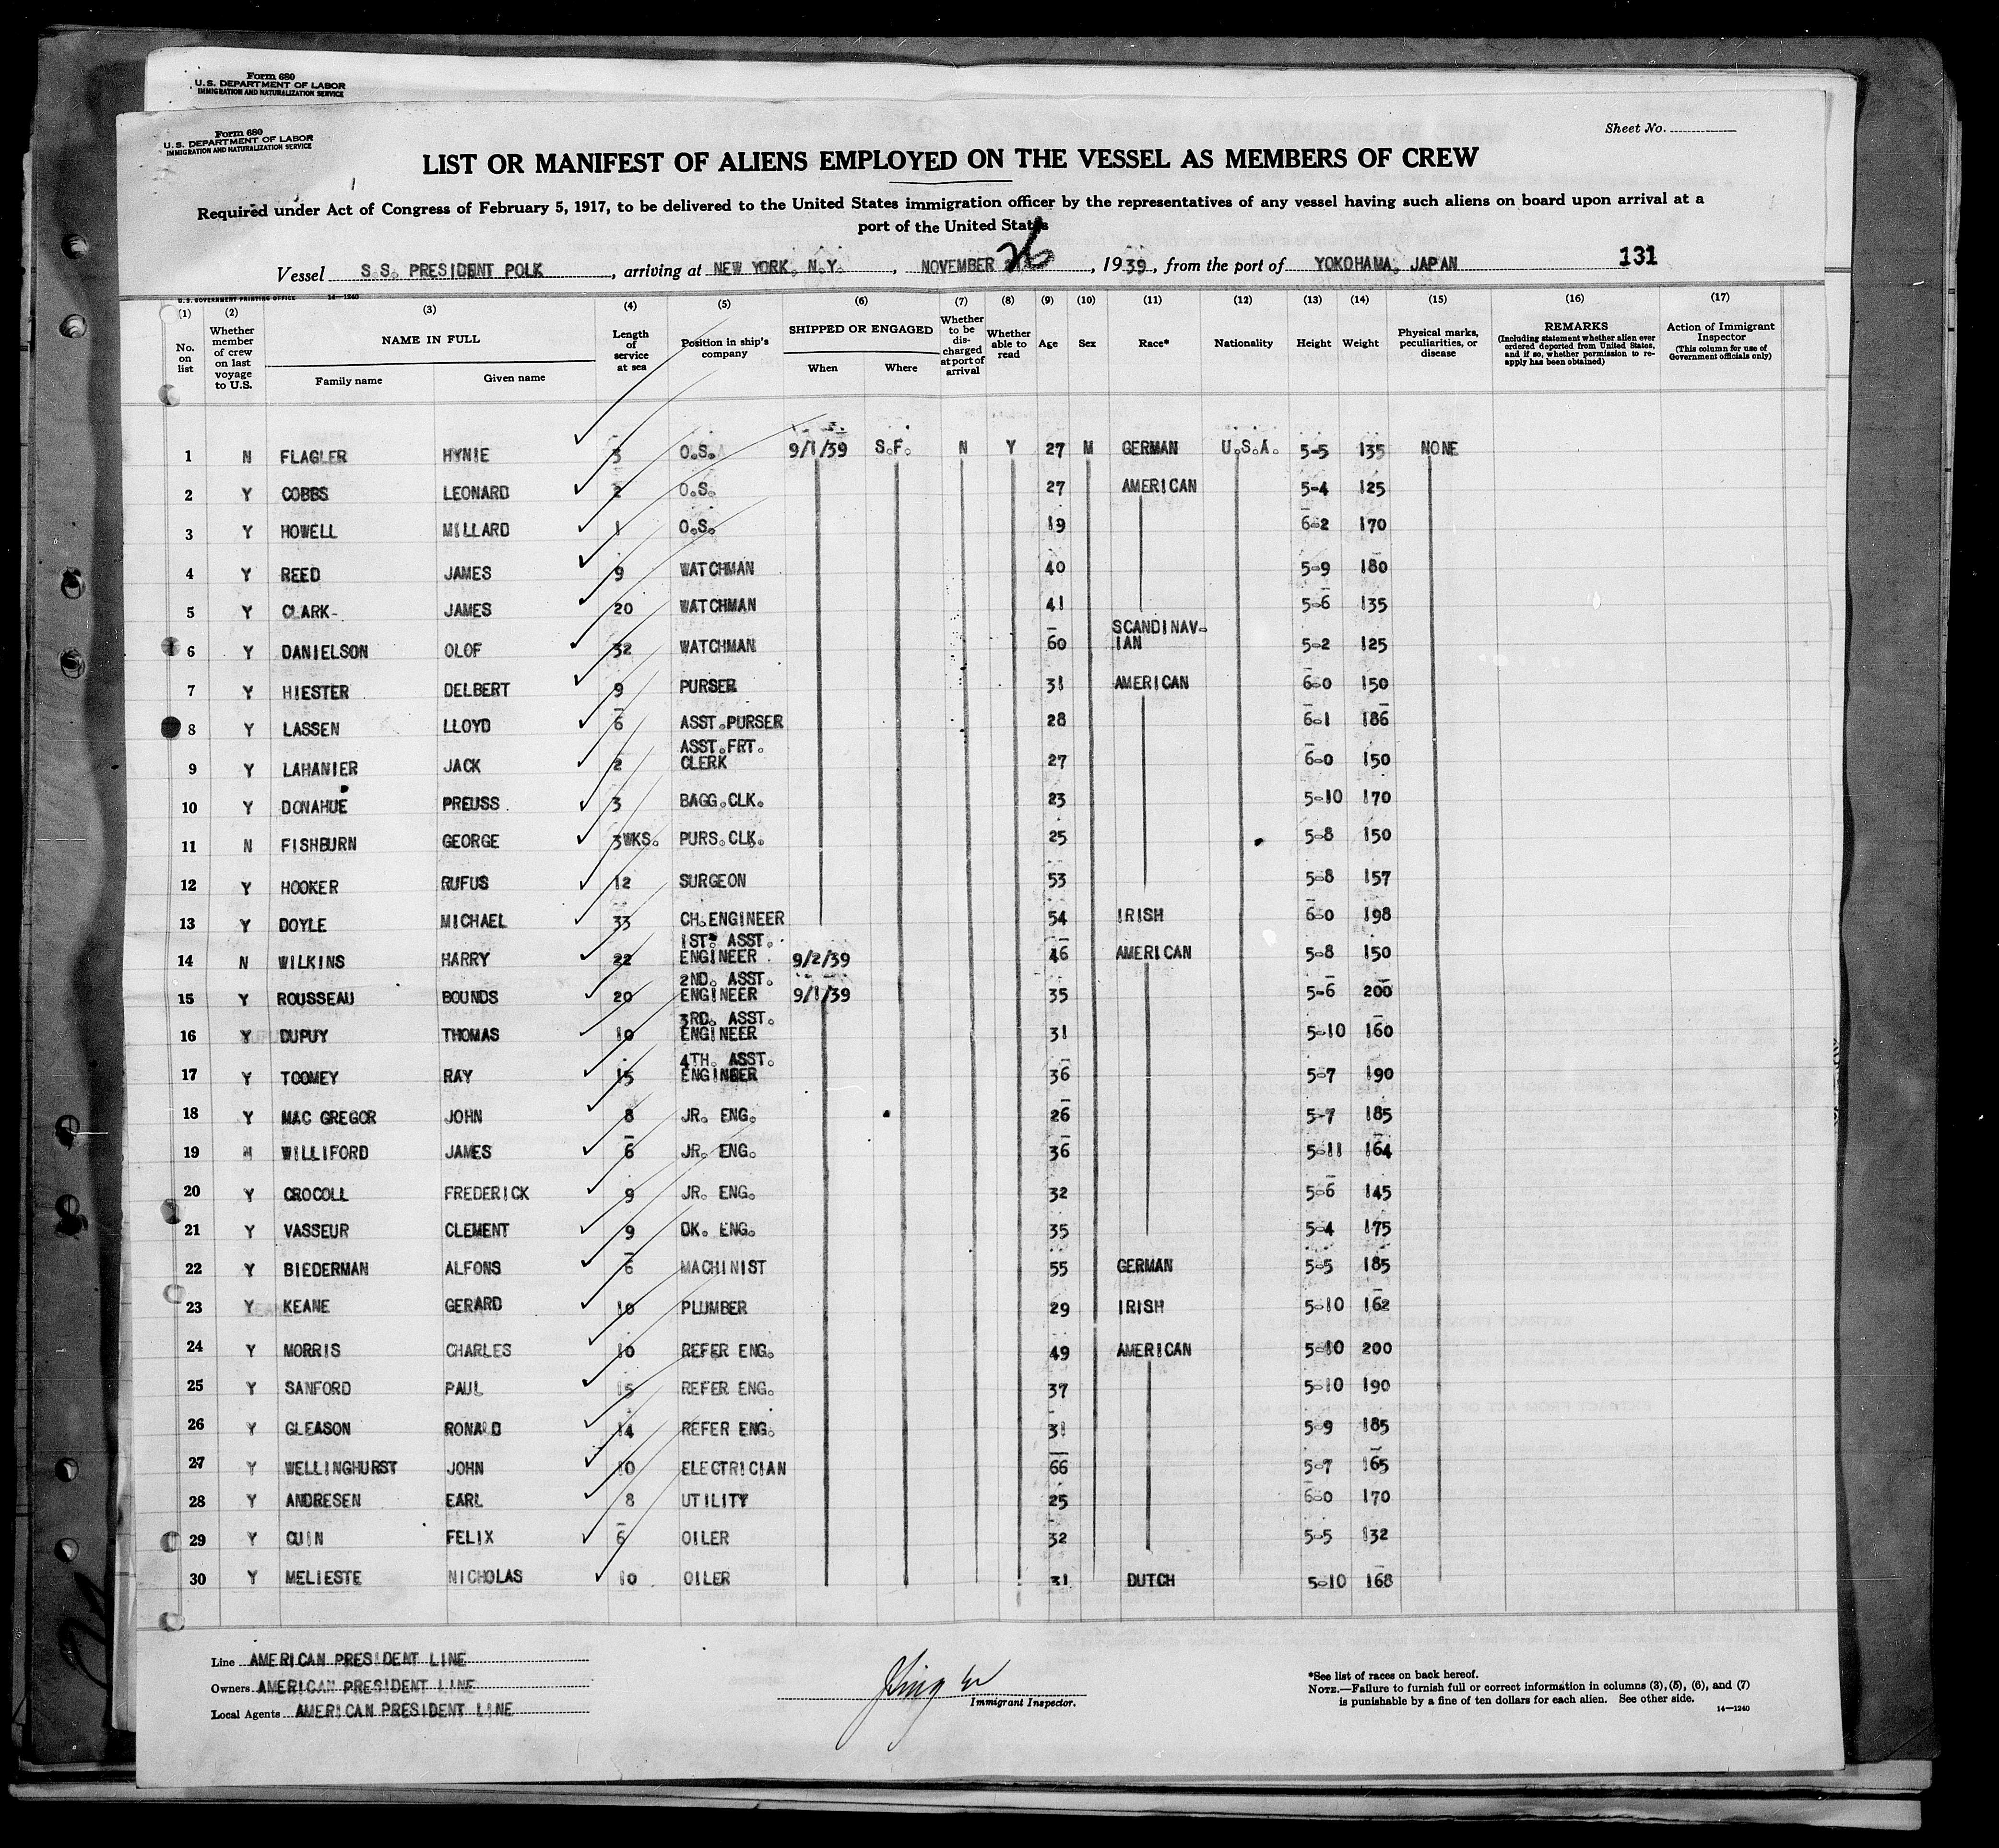 Form 680
U. S. DEPARTMENT OF LABOR
IMMIGRATION AND NATURALIZATION SERVICE
Form 680
U. S. DEPARTMENT OF LABOR
IMMIGRATION AND NATURALIZATION SERVICE
Sheet No.
LIST OR MANIFEST OF ALIENS EMPLOYED ON THE VESSEL AS MEMBERS OF CREW
Required under Act of Congress of February 5, 1917, to be delivered to the United States immigration officer by the representatives of any vessel having such aliens on board upon arrival at a
port of the United States
Vessel S.S. PRESIDENT POLK, arriving at NEW YORK, N.Y., NOVEMBER 26, 1939, from the port of YOKOHAMA, JAPAN 131
U. S. GOVERNMENT PRINTING OFFICE 14—1240
(1) (2) (3) (4) (5) (6) (7) (8) (9) (10) (11) (12) (13) (14) (15) (16) (17)
No. on list
Whether member of crew on last voyage to U.S.
NAME IN FULL
Family name Given name
Length of service at sea
Position in ship's company
SHIPPED OR ENGAGED
When Where
Whether to be discharged at port of arrival
Whether able to read
Age Sex Race* Nationality Height Weight
Physical marks, peculiarities, or disease
REMARKS
(Including statement whether alien ever ordered deported from United States, and if so, whether permission to reapply has been obtained)
Action of Immigrant Inspector
(This column for use of Government officials only)
1 N FLAGLER HYNIE 3 O.S. 9/1/39 S.F. N Y 27 M GERMAN U.S.A. 5-5 135 NONE
2 Y COBBS LEONARD 2 O.S. 27 AMERICAN 5-4 125
3 Y HOWELL MILLARD 1 O.S. 19 6-2 170
4 Y REED JAMES 9 WATCHMAN 40 5-9 180
5 Y CLARK- JAMES 20 WATCHMAN 41 5-6 135
6 Y DANIELSON OLOF 32 WATCHMAN 60 SCANDINAV-IAN 5-2 125
7 Y HIESTER DELBERT 9 PURSER 31 AMERICAN 6-0 150
8 Y LASSEN LLOYD 6 ASST.PURSER 28 6-1 186
9 Y LAHANIER JACK 2 ASST.FRT. CLERK 27 6-0 150
10 Y DONAHUE PREUSS 3 BAGG.CLK. 23 5-10 170
11 N FISHBURN GEORGE 3WKS. PURS.CLK. 25 5-8 150
12 Y HOOKER RUFUS 12 SURGEON 53 5-8 157
13 Y DOYLE MICHAEL 33 CH.ENGINEER 54 IRISH 6-0 198
14 N WILKINS HARRY 22 1ST. ASST. ENGINEER 9/2/39 46 AMERICAN 5-8 150
15 Y ROUSSEAU BOUNDS 20 2ND. ASST. ENGINEER 9/1/39 35 5-6 200
16 Y DUPUY THOMAS 10 3RD. ASST. ENGINEER 31 5-10 160
17 Y TOOMEY RAY 15 4TH. ASST. ENGINEER 36 5-7 190
18 Y MAC GREGOR JOHN 8 JR. ENG. 26 5-7 185
19 N WILLIFORD JAMES 6 JR. ENG. 36 5-11 164
20 Y CROCOLL FREDERICK 9 JR. ENG. 32 5-6 145
21 Y VASSEUR CLEMENT 9 DK. ENG. 35 5-4 175
22 Y BIEDERMAN ALFONS 6 MACHINIST 55 GERMAN 5-5 185
23 Y KEANE GERARD 10 PLUMBER 29 IRISH 5-10 162
24 Y MORRIS CHARLES 10 REFER ENG. 49 AMERICAN 5-10 200
25 Y SANFORD PAUL 15 REFER ENG. 37 5-10 190
26 Y GLEASON RONALD 14 REFER ENG. 31 5-9 185
27 Y WELLINGHURST JOHN 10 ELECTRICIAN 66 5-7 165
28 Y ANDRESEN EARL 8 UTILITY 25 6-0 170
29 Y CUIN FELIX 6 OILER 32 5-5 132
30 Y MELIESTE NICHOLAS 10 OILER 31 DUTCH 5-10 168
Line AMERICAN PRESIDENT LINE
Owners AMERICAN PRESIDENT LINE
Local Agents AMERICAN PRESIDENT LINE
Immigrant Inspector.
*See list of races on back hereof.
NOTE.—Failure to furnish full or correct information in columns (3), (5), (6), and (7)
is punishable by a fine of ten dollars for each alien. See other side.
14—1240